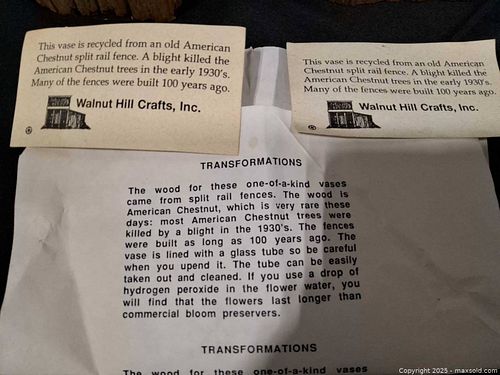 This vase is recycled from an old American
Chestnut split rail fence. A blight killed the
American Chestnut trees in the early 1930's.
Many of the fences were built 100 years ago.
Walnut Hill Crafts, Inc.
This vase is recycled from an old American
Chestnut split rail fence. A blight killed the
American Chestnut trees in the early 1930's.
Many of the fences were built 100 years ago.
Walnut Hill Crafts, Inc.
TRANSFORMATIONS
The wood for these one-of-a-kind vases
came from split rail fences. The wood is
American Chestnut, which is very rare these
days: most American Chestnut trees were
killed by a blight in the 1930's. The fences
were built as long as 100 years ago. The
vase is lined with a glass tube so be careful
when you upend it. The tube can be easily
taken out and cleaned. If you use a drop of
hydrogen peroxide in the flower water, you
will find that the flowers last longer than
commercial bloom preservers.
TRANSFORMATIONS
The wood for these one-of-a-kind vases
Copyright 2025 - maxsold.com